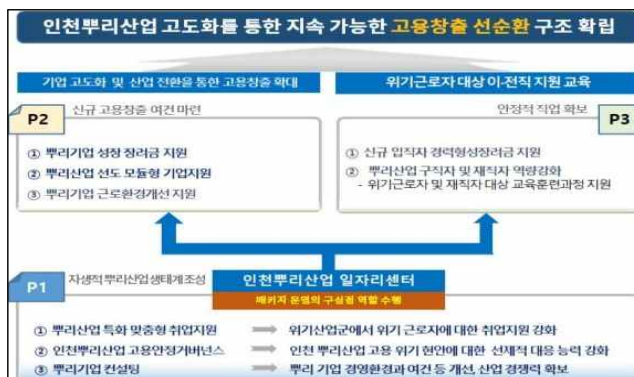 인천뿌리산업 고도화를 통한 지속 가능한 고용창출 선순환 구조 확립
기업 고도화 및 산업 전환을 통한 고용창출 확대
위기근로자 대상 이·전직 지원 교육
P2
신규 고용창출 여건 마련
① 뿌리기업 성장 장려금 지원
② 뿌리산업 선도 모듈형 기업지원
③ 뿌리기업 근로환경개선 지원
안정적 직업 확보
P3
① 신규 입직자 경력형성장려금 지원
② 뿌리산업 구직자 및 재직자 역량강화
- 위기근로자 및 재직자 대상 교육훈련과정 지원
P1
자생적 뿌리산업 생태계 조성
인천뿌리산업 일자리센터
패키지 운영의 구심점 역할 수행
① 뿌리산업 특화 맞춤형 취업지원
위기산업군에서 위기 근로자에 대한 취업지원 강화
② 인천뿌리산업 고용안정거버넌스
인천 뿌리산업 고용 위기 현안에 대한 선제적 대응 능력 강화
③ 뿌리기업 컨설팅
뿌리 기업 경영환경과 여건 등 개선, 산업 경쟁력 확보